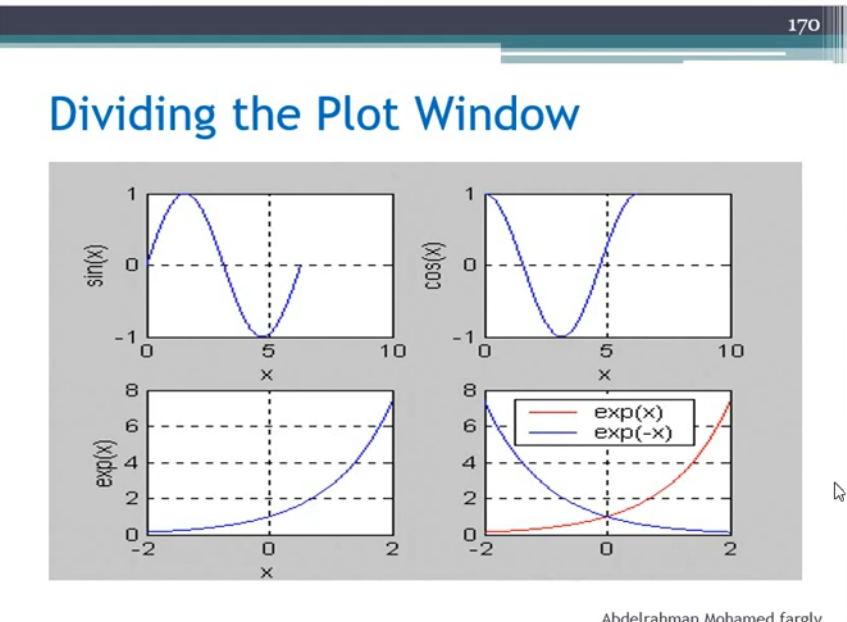 170
Dividing the Plot Window
1
0
-1
sin(x)
0 5 10
x
1
0
-1
cos(x)
0 5 10
x
8
6
4
2
0
exp(x)
-2 0 2
x
8
6
4
2
0
exp(x)
exp(-x)
-2 0 2
Abdelrahman Mohamed fargly